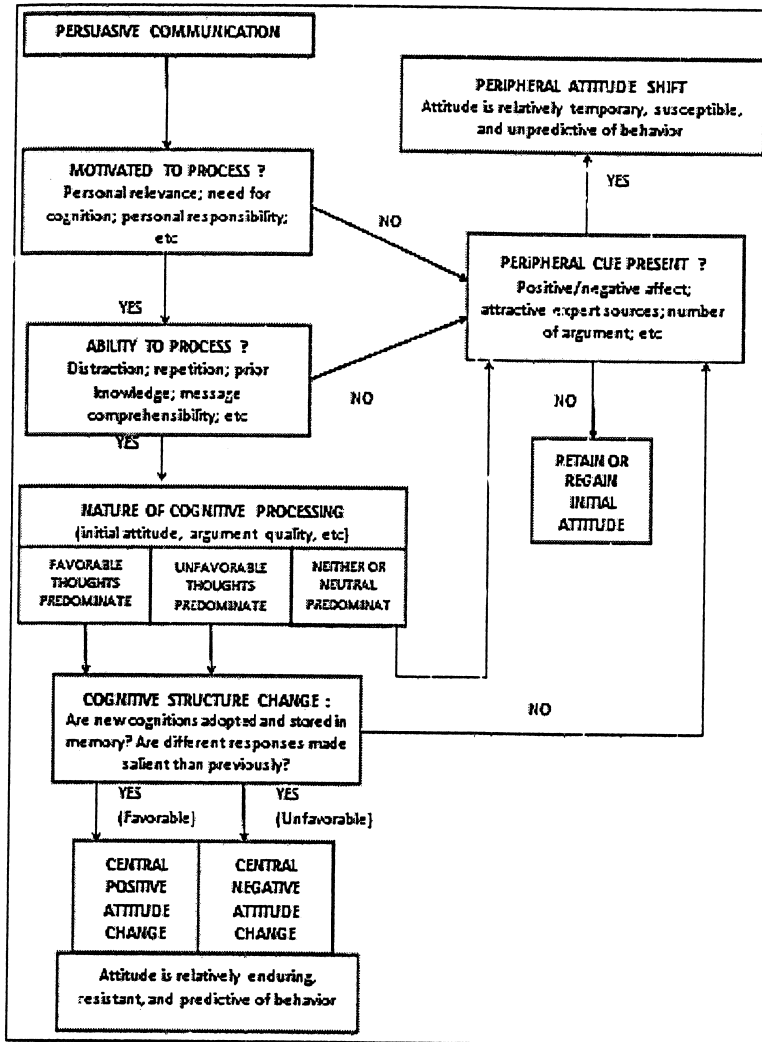 PERSUASIVE COMMUNICATION
PERIPHERAL ATTITUDE SHIFT
Attitude is relatively temporary, susceptible,
and unpredictive of behavior
YES
MOTIVATED TO PROCESS ?
Personal relevance; need for
cognition; personal responsibility;
etc
NO
PERIPHERAL CUE PRESENT ?
Positive/negative affect;
attractive expert sources; number
of argument; etc
YES
ABILITY TO PROCESS ?
Distraction; repetition; prior
knowledge; message
comprehensibility; etc
NO
NO
YES
RETAIN OR
REGAIN
INITIAL
ATTITUDE
NATURE OF COGNITIVE PROCESSING
(initial attitude, argument quality, etc)
FAVORABLE
THOUGHTS
PREDOMINATE
UNFAVORABLE
THOUGHTS
PREDOMINATE
NEITHER OR
NEUTRAL
PREDOMINAT
COGNITIVE STRUCTURE CHANGE :
Are new cognitions adopted and stored in
memory? Are different responses made
salient than previously?
NO
YES
(Favorable)
YES
(Unfavorable)
CENTRAL
POSITIVE
ATTITUDE
CHANGE
CENTRAL
NEGATIVE
ATTITUDE
CHANGE
Attitude is relatively enduring,
resistant, and predictive of behavior